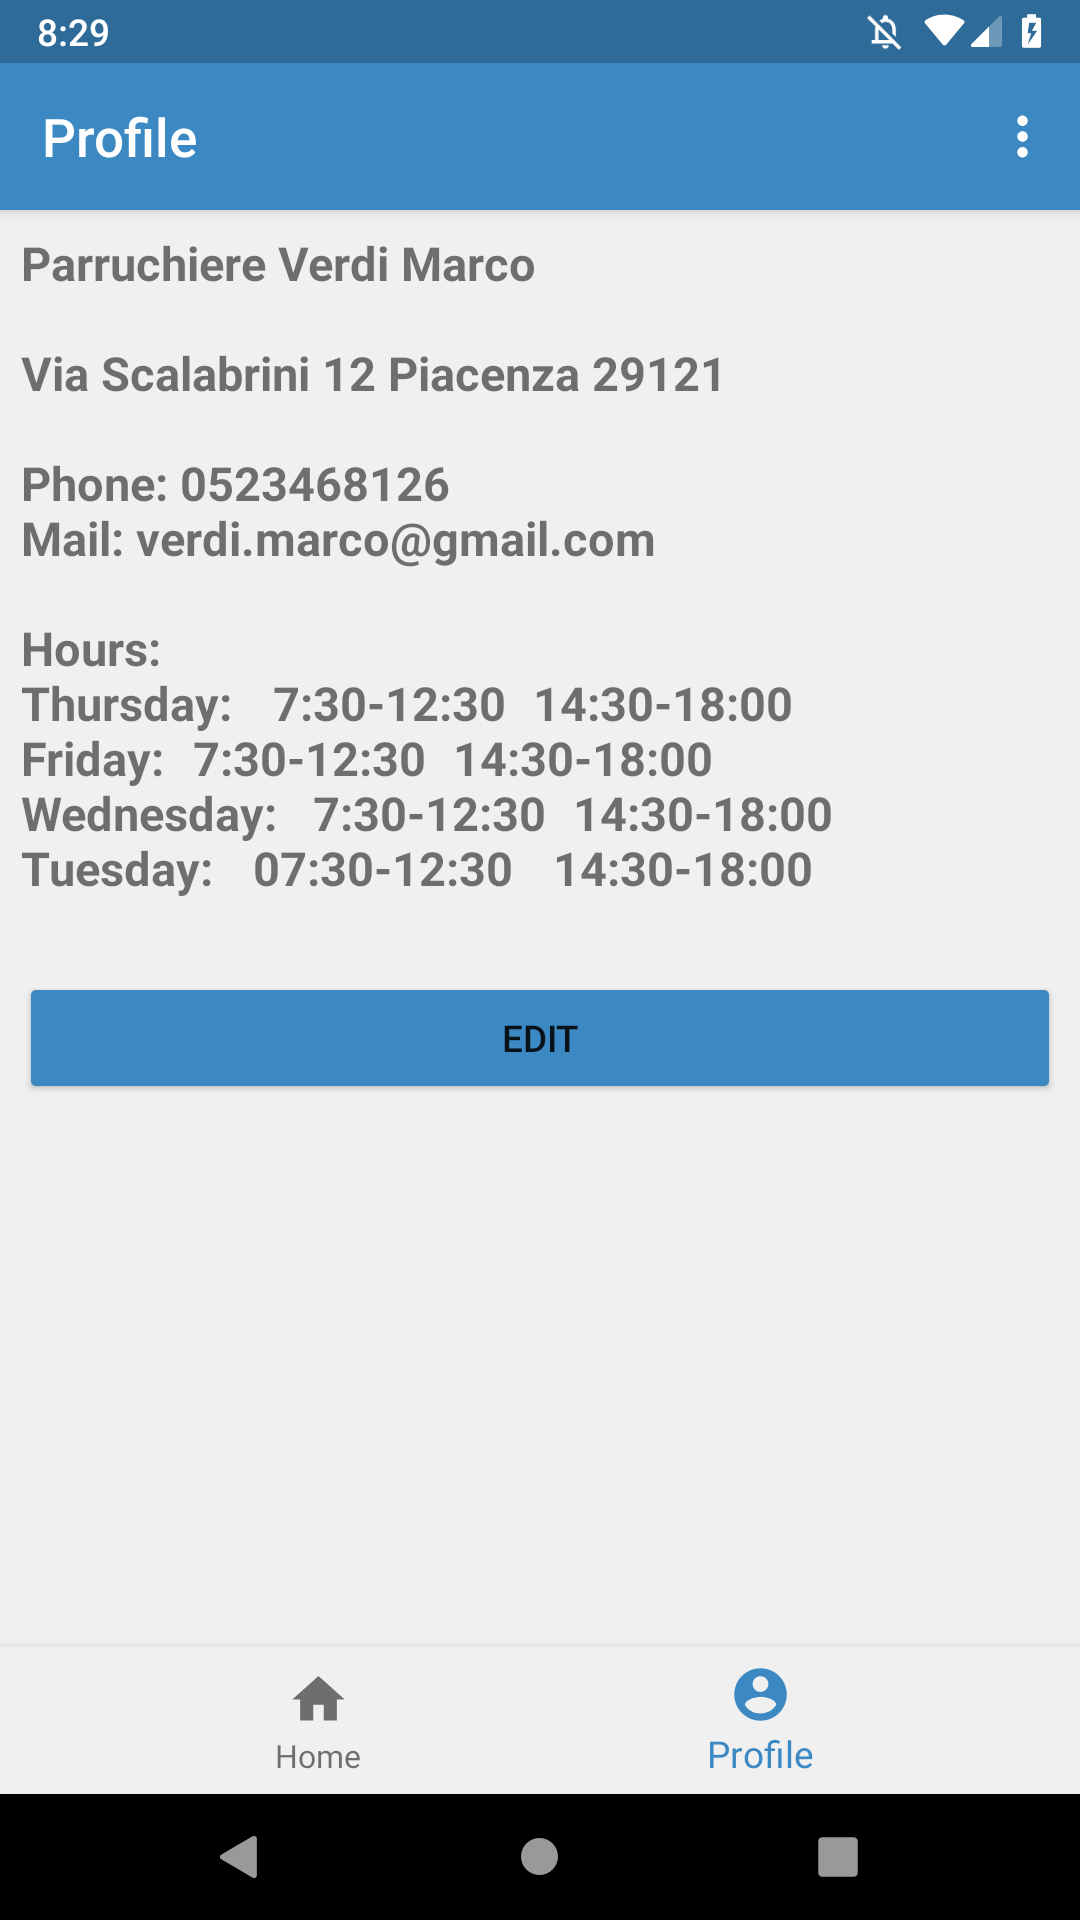 8:29
Profile
Parruchiere Verdi Marco
Via Scalabrini 12 Piacenza 29121
Phone: 0523468126
Mail: verdi.marco@gmail.com
Hours:
Thursday: 7:30-12:30 14:30-18:00
Friday: 7:30-12:30 14:30-18:00
Wednesday: 7:30-12:30 14:30-18:00
Tuesday: 07:30-12:30 14:30-18:00
EDIT
Home
Profile